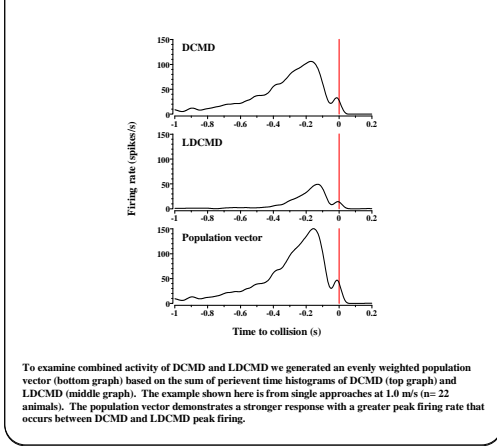 150
DCMD
100
50
0
-1 -0.8 -0.6 -0.4 -0.2 0 0.2
150
LDCMD
100
50
0
-1 -0.8 -0.6 -0.4 -0.2 0 0.2
150
Population vector
100
50
0
-1 -0.8 -0.6 -0.4 -0.2 0 0.2
Firing rate (spikes/s)
Time to collision (s)
To examine combined activity of DCMD and LDCMD we generated an evenly weighted population
vector (bottom graph) based on the sum of perievent time histograms of DCMD (top graph) and
LDCMD (middle graph). The example shown here is from single approaches at 1.0 m/s (n= 22
animals). The population vector demonstrates a stronger response with a greater peak firing rate that
occurs between DCMD and LDCMD peak firing.